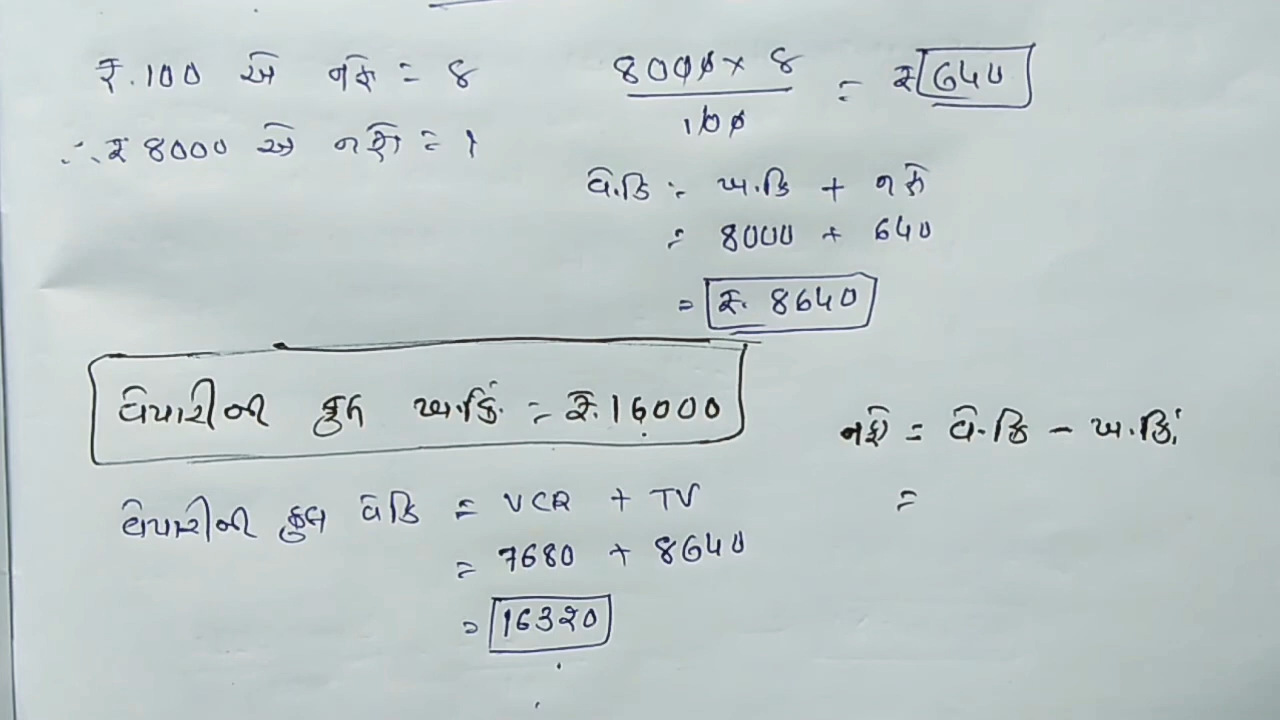 રૂ.100 એ નફો = 8
∴ રૂ 8000 એ નફો = ?
8000 × 8
100
= રૂ 640
વે.કિ = ખ.કિ + નફો
= 8000 + 640
= રૂ. 8640
વેપારીની કુલ ખ.કિં. = રૂ.16000
નફો = વે.કિ - ખ.કિં.
=
વેપારીની કુલ વેકિ = VCR + TV
= 7680 + 8640
= 16320